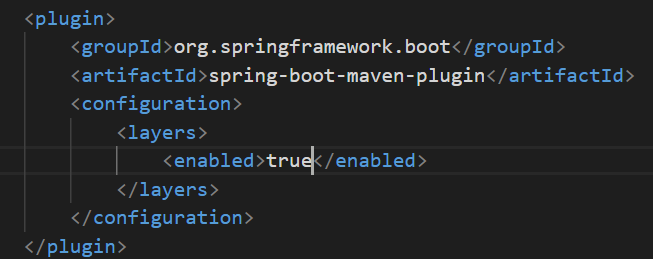 <plugin>
<groupId>org.springframework.boot</groupId>
<artifactId>spring-boot-maven-plugin</artifactId>
<configuration>
<layers>
<enabled>true</enabled>
</layers>
</configuration>
</plugin>